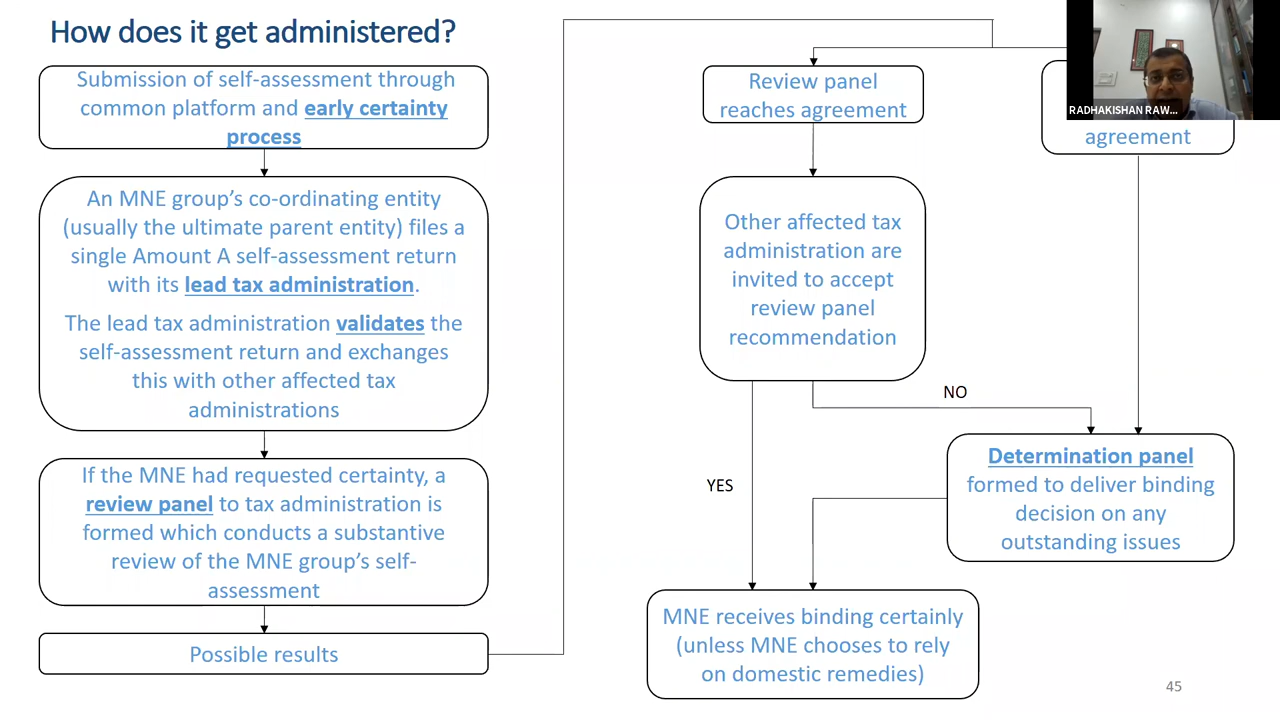 How does it get administered?
Submission of self-assessment through
common platform and early certainty
process
An MNE group's co-ordinating entity
(usually the ultimate parent entity) files a
single Amount A self-assessment return
with its lead tax administration.
The lead tax administration validates the
self-assessment return and exchanges
this with other affected tax
administrations
If the MNE had requested certainty, a
review panel to tax administration is
formed which conducts a substantive
review of the MNE group's self-
assessment
Possible results
Review panel
reaches agreement
Other affected tax
administration are
invited to accept
review panel
recommendation
YES
NO
agreement
Determination panel
formed to deliver binding
decision on any
outstanding issues
MNE receives binding certainly
(unless MNE chooses to rely
on domestic remedies)
RADHAKISHAN RAW...
45